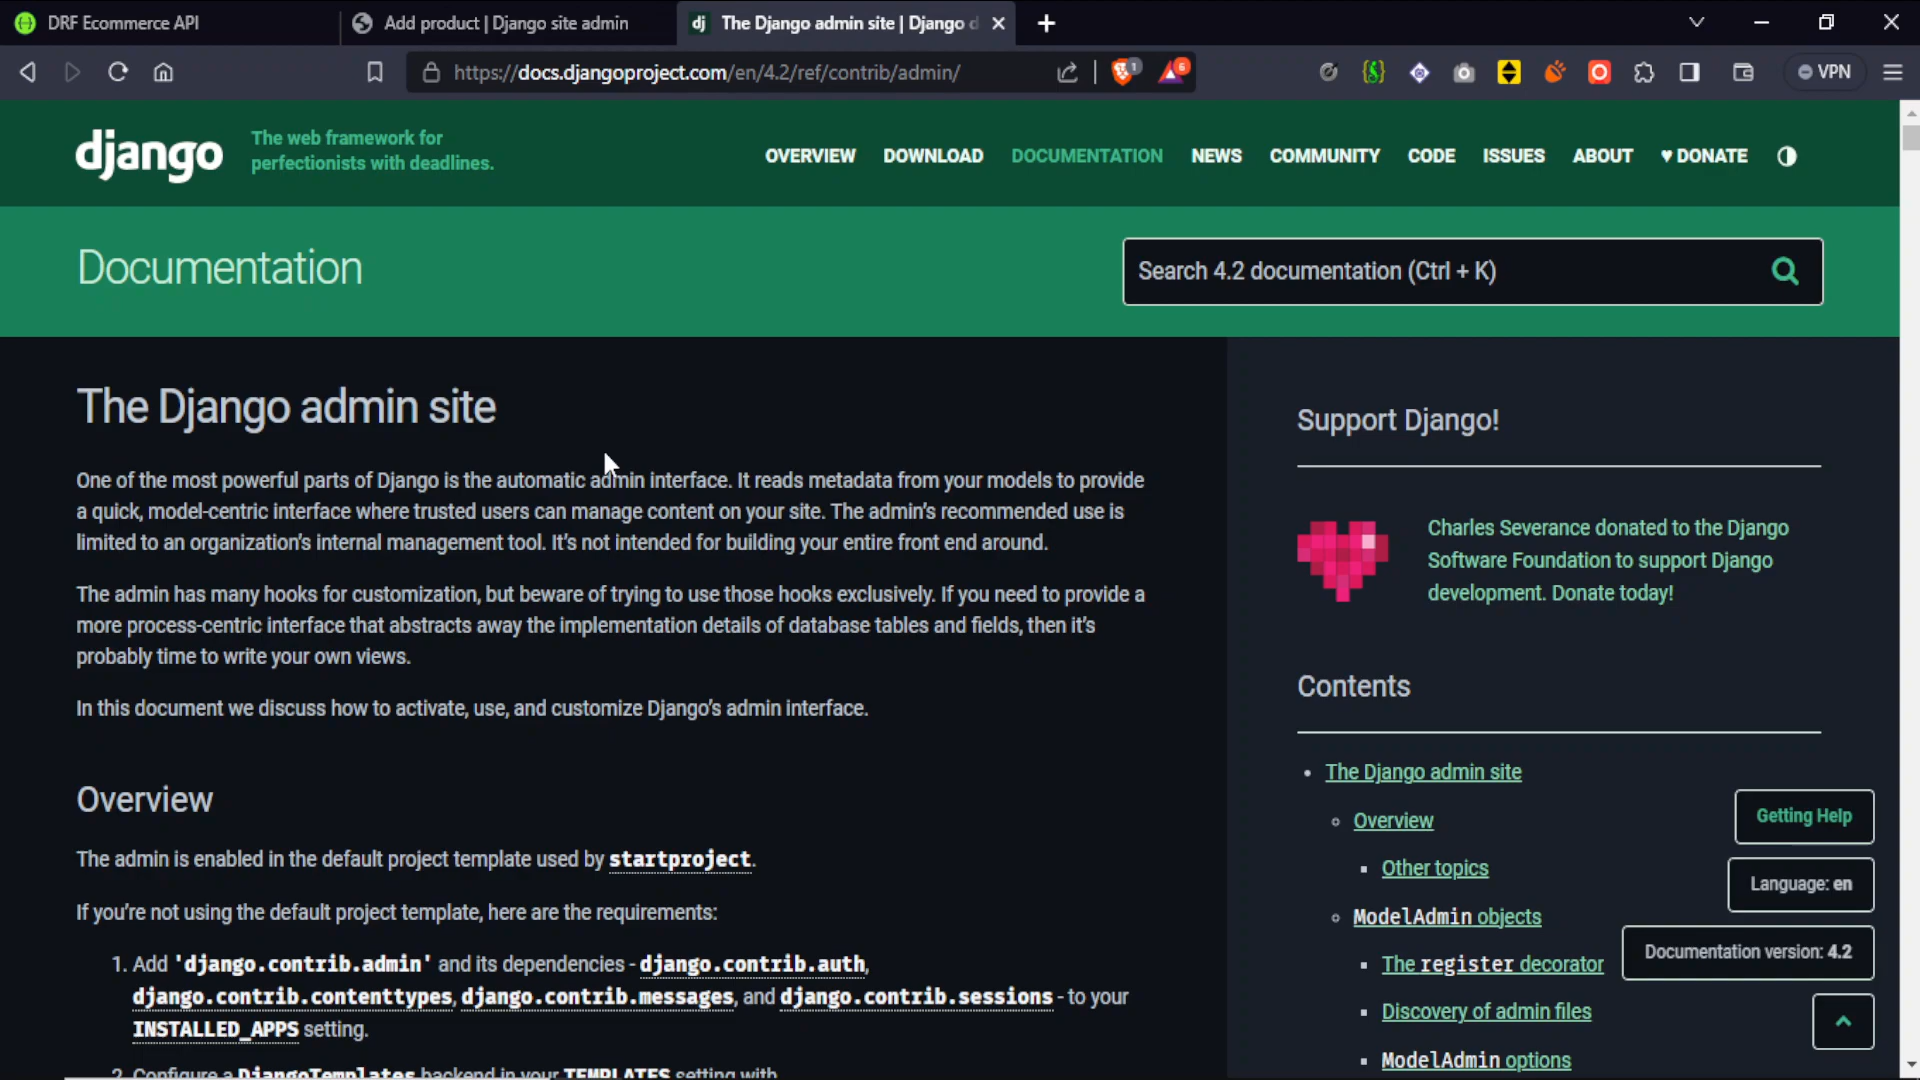 DRF Ecommerce API
Add product | Django site admin
dj The Django admin site | Django d
https://docs.djangoproject.com/en/4.2/ref/contrib/admin/
1
6
VPN
django
The web framework for
perfectionists with deadlines.
OVERVIEW DOWNLOAD DOCUMENTATION NEWS COMMUNITY CODE ISSUES ABOUT ♥ DONATE
Documentation
Search 4.2 documentation (Ctrl + K)
The Django admin site
One of the most powerful parts of Django is the automatic admin interface. It reads metadata from your models to provide
a quick, model-centric interface where trusted users can manage content on your site. The admin’s recommended use is
limited to an organization’s internal management tool. It’s not intended for building your entire front end around.
The admin has many hooks for customization, but beware of trying to use those hooks exclusively. If you need to provide a
more process-centric interface that abstracts away the implementation details of database tables and fields, then it’s
probably time to write your own views.
In this document we discuss how to activate, use, and customize Django’s admin interface.
Overview
The admin is enabled in the default project template used by startproject.
If you’re not using the default project template, here are the requirements:
1. Add 'django.contrib.admin' and its dependencies - django.contrib.auth,
django.contrib.contenttypes, django.contrib.messages, and django.contrib.sessions - to your
INSTALLED_APPS setting.
2. Configure a DjangoTemplates backend in your TEMPLATES setting with
Support Django!
Charles Severance donated to the Django
Software Foundation to support Django
development. Donate today!
Contents
• The Django admin site
Overview
Other topics
ModelAdmin objects
The register decorator
Discovery of admin files
ModelAdmin options
Getting Help
Language: en
Documentation version: 4.2